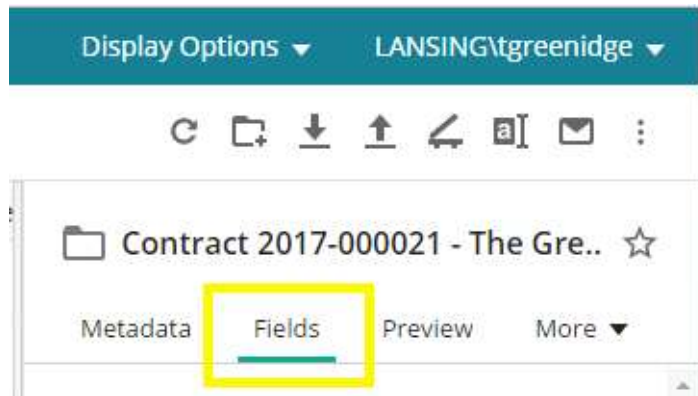 Display Options LANSING\tgreenidge
a
Contract 2017-000021 - The Gre..
Metadata Fields Preview More